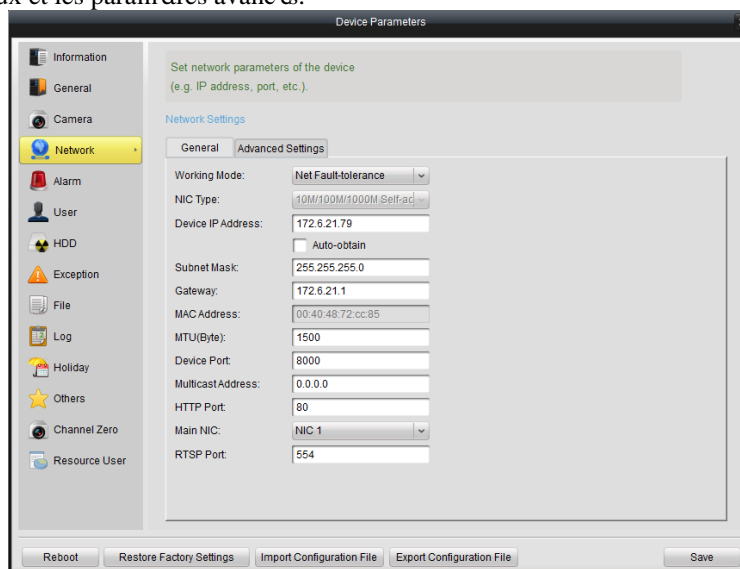 ux et les
Device Parameters
Information
General
Camera
Network
Alarm
User
HDD
Exception
File
Log
Holiday
Others
Channel Zero
Resource User
Set network parameters of the device
(e.g. IP address, port, etc.).
Network Settings
General Advanced Settings
Working Mode: Net Fault-tolerance
NIC Type: 10M/100M/1000M Self-ac
Device IP Address: 172.6.21.79
Auto-obtain
Subnet Mask: 255.255.255.0
Gateway: 172.6.21.1
MAC Address: 00:40:48:72:cc:85
MTU(Byte): 1500
Device Port: 8000
Multicast Address: 0.0.0.0
HTTP Port: 80
Main NIC: NIC 1
RTSP Port: 554
Reboot Restore Factory Settings Import Configuration File Export Configuration File Save